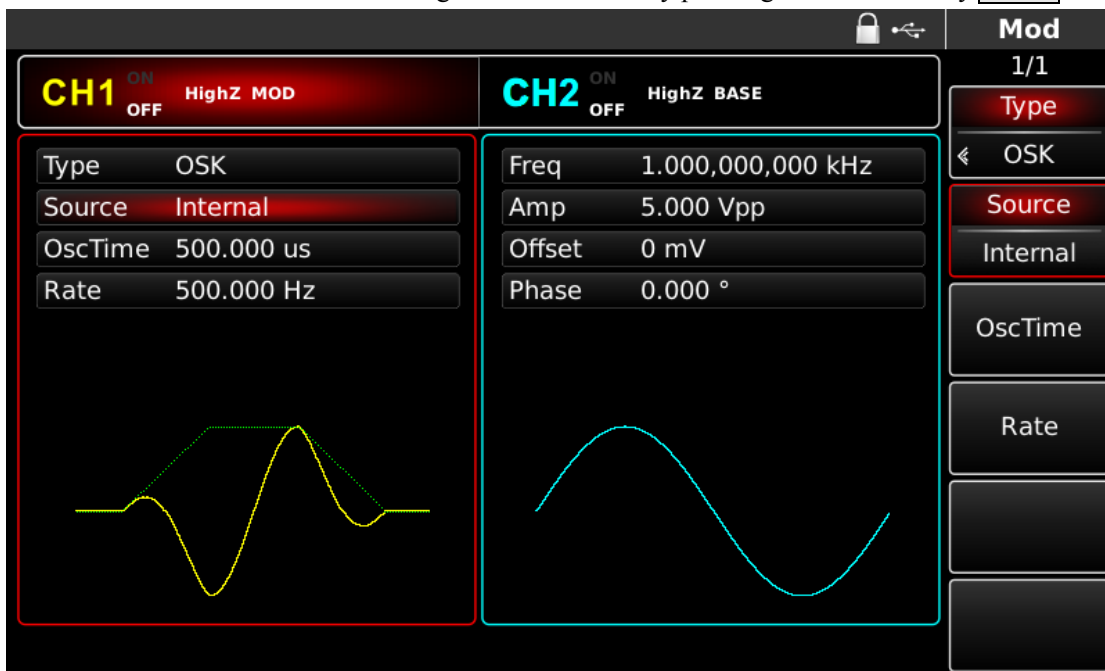 Mod
1/1
CH1 ON OFF HighZ MOD
CH2 ON OFF HighZ BASE
Type OSK
Source Internal
OscTime 500.000 us
Rate 500.000 Hz
Freq 1.000,000,000 kHz
Amp 5.000 Vpp
Offset 0 mV
Phase 0.000 °
Type
OSK
Source
Internal
OscTime
Rate